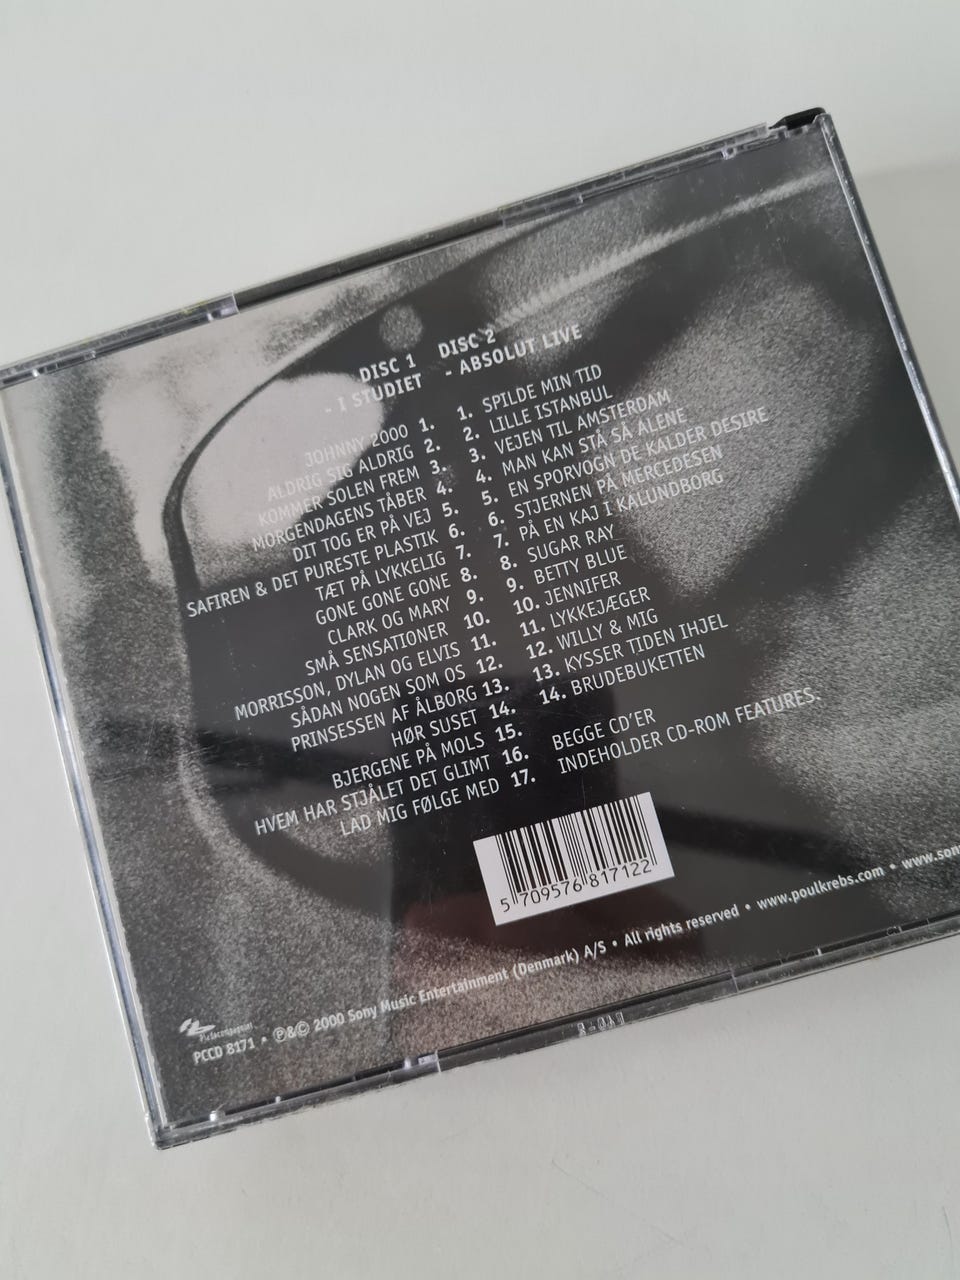 DISC 1
- I STUDIET
JOHNNY 2000 1.
ALDRIG SIG ALDRIG 2.
KOMMER SOLEN FREM 3.
MORGENDAGENS TÅBER 4.
DIT TOG ER PÅ VEJ 5.
SAFIREN & DET PURESTE PLASTIK 6.
TÆT PÅ LYKKELIG 7.
GONE GONE GONE 8.
CLARK OG MARY 9.
SMÅ SENSATIONER 10.
MORRISSON, DYLAN OG ELVIS 11.
SÅDAN NOGEN SOM OS 12.
PRINSESSEN AF ÅLBORG 13.
HØR SUSET 14.
BJERGENE PÅ MOLS 15.
HVEM HAR STJÅLET DET GLIMT 16.
LAD MIG FØLGE MED 17.
DISC 2
- ABSOLUT LIVE
1. SPILDE MIN TID
2. LILLE ISTANBUL
3. VEJEN TIL AMSTERDAM
4. MAN KAN STÅ SÅ ALENE
5. EN SPORVOGN DE KALDER DESIRE
6. STJERNEN PÅ MERCEDESEN
7. PÅ EN KAJ I KALUNDBORG
8. SUGAR RAY
9. BETTY BLUE
10. JENNIFER
11. LYKKEJÆGER
12. WILLY & MIG
13. KYSSER TIDEN IHJEL
14. BRUDEBUKETTEN
BEGGE CD'ER
INDEHOLDER CD-ROM FEATURES.
5 709576 817122
Pladecompagniet
PCCD 8171 • ℗&© 2000 Sony Music Entertainment (Denmark) A/S • All rights reserved • www.poulkrebs.com • www.son